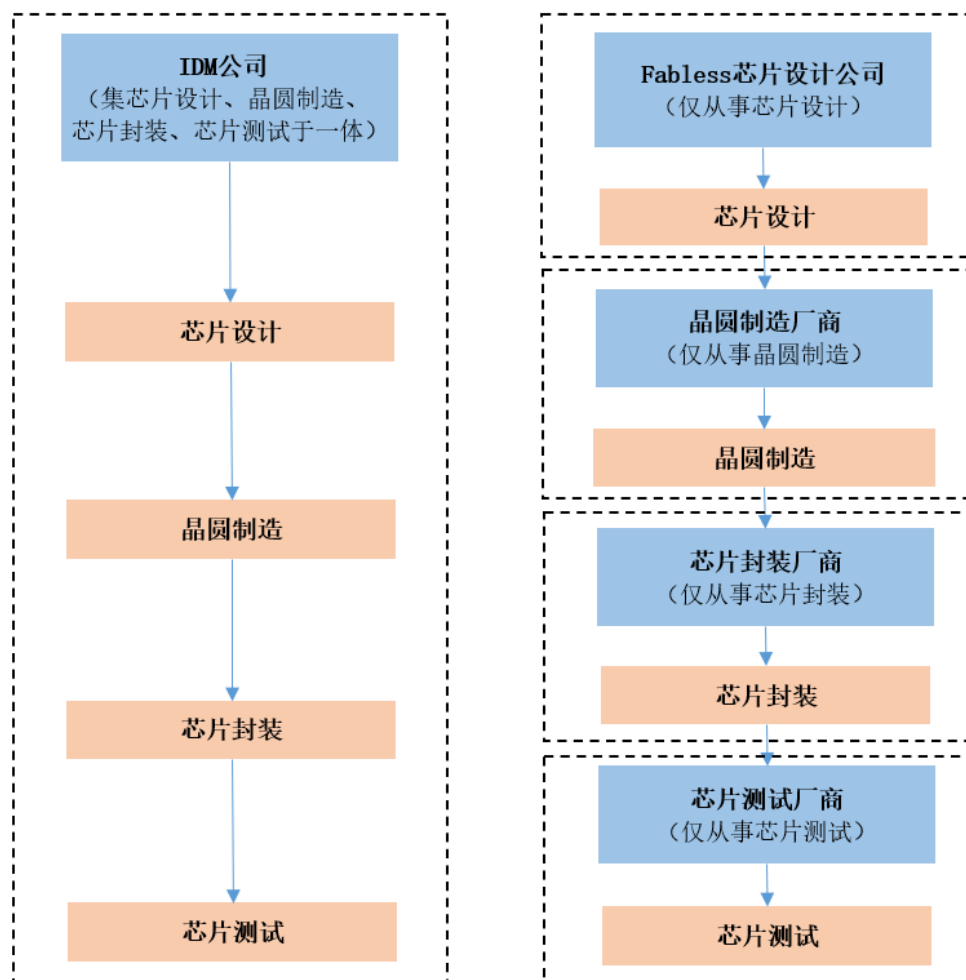 IDM公司
（集芯片设计、晶圆制造、
芯片封装、芯片测试于一体）
芯片设计
晶圆制造
芯片封装
芯片测试
Fabless芯片设计公司
（仅从事芯片设计）
芯片设计
晶圆制造厂商
（仅从事晶圆制造）
晶圆制造
芯片封装厂商
（仅从事芯片封装）
芯片封装
芯片测试厂商
（仅从事芯片测试）
芯片测试